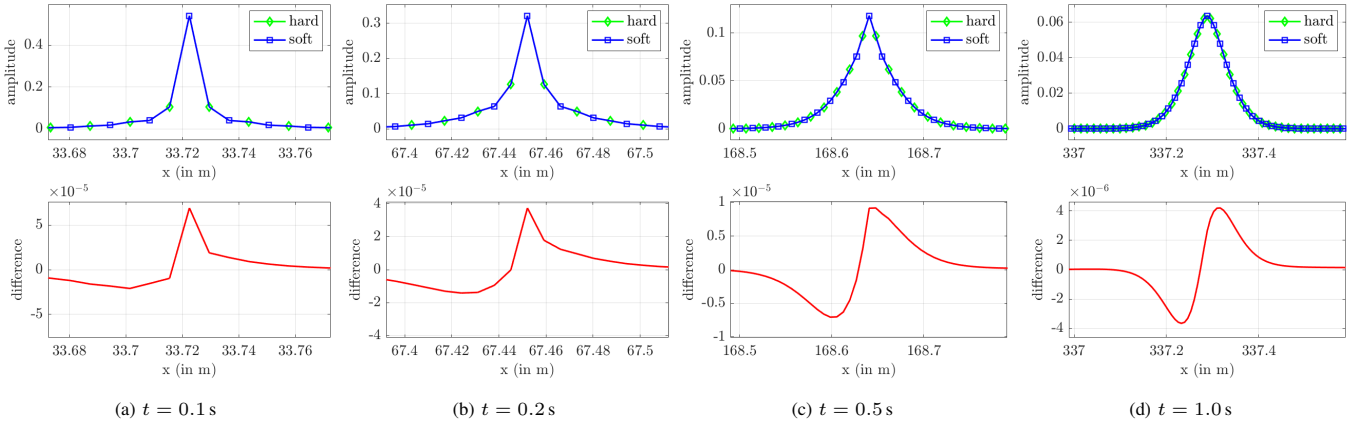 hard
soft
amplitude
0.4
0.2
0
33.68 33.7 33.72 33.74 33.76
x (in m)
×10⁻⁵
difference
5
0
-5
33.68 33.7 33.72 33.74 33.76
x (in m)
(a) t = 0.1 s
hard
soft
amplitude
0.3
0.2
0.1
0
67.4 67.42 67.44 67.46 67.48 67.5
x (in m)
×10⁻⁵
difference
4
2
0
-2
-4
67.4 67.42 67.44 67.46 67.48 67.5
x (in m)
(b) t = 0.2 s
hard
soft
amplitude
0.1
0.05
0
168.5 168.6 168.7
x (in m)
×10⁻⁵
difference
1
0.5
0
-0.5
-1
168.5 168.6 168.7
x (in m)
(c) t = 0.5 s
hard
soft
amplitude
0.06
0.04
0.02
0
337 337.2 337.4
x (in m)
×10⁻⁶
difference
4
2
0
-2
-4
337 337.2 337.4
x (in m)
(d) t = 1.0 s